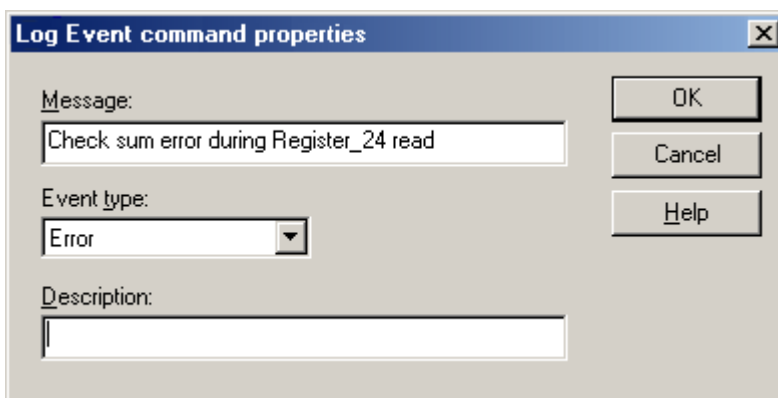 Log Event command properties
Message:
Check sum error during Register_24 read
Event type:
Error
Description:
OK
Cancel
Help